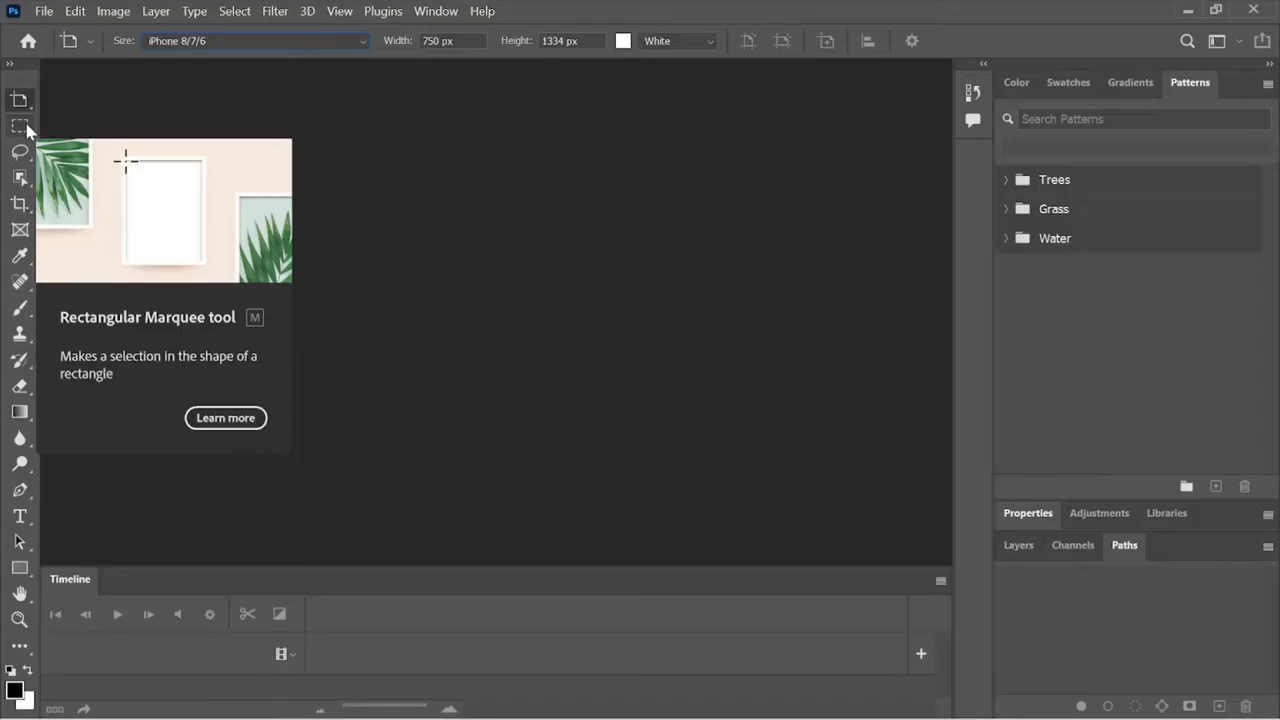 Ps File Edit Image Layer Type Select Filter 3D View Plugins Window Help
Size: iPhone 8/7/6 Width: 750 px Height: 1334 px White
Color Swatches Gradients Patterns
Search Patterns
Trees
Grass
Water
Rectangular Marquee tool M
Makes a selection in the shape of a
rectangle
Learn more
Properties Adjustments Libraries
Layers Channels Paths
Timeline